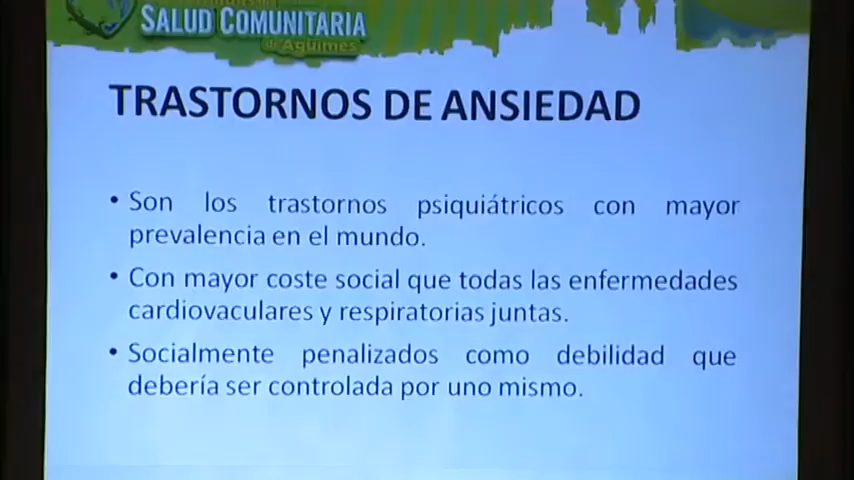 SALUD COMUNITARIA
de Agüimes
TRASTORNOS DE ANSIEDAD
• Son los trastornos psiquiátricos con mayor
prevalencia en el mundo.
• Con mayor coste social que todas las enfermedades
cardiovaculares y respiratorias juntas.
• Socialmente penalizados como debilidad que
debería ser controlada por uno mismo.